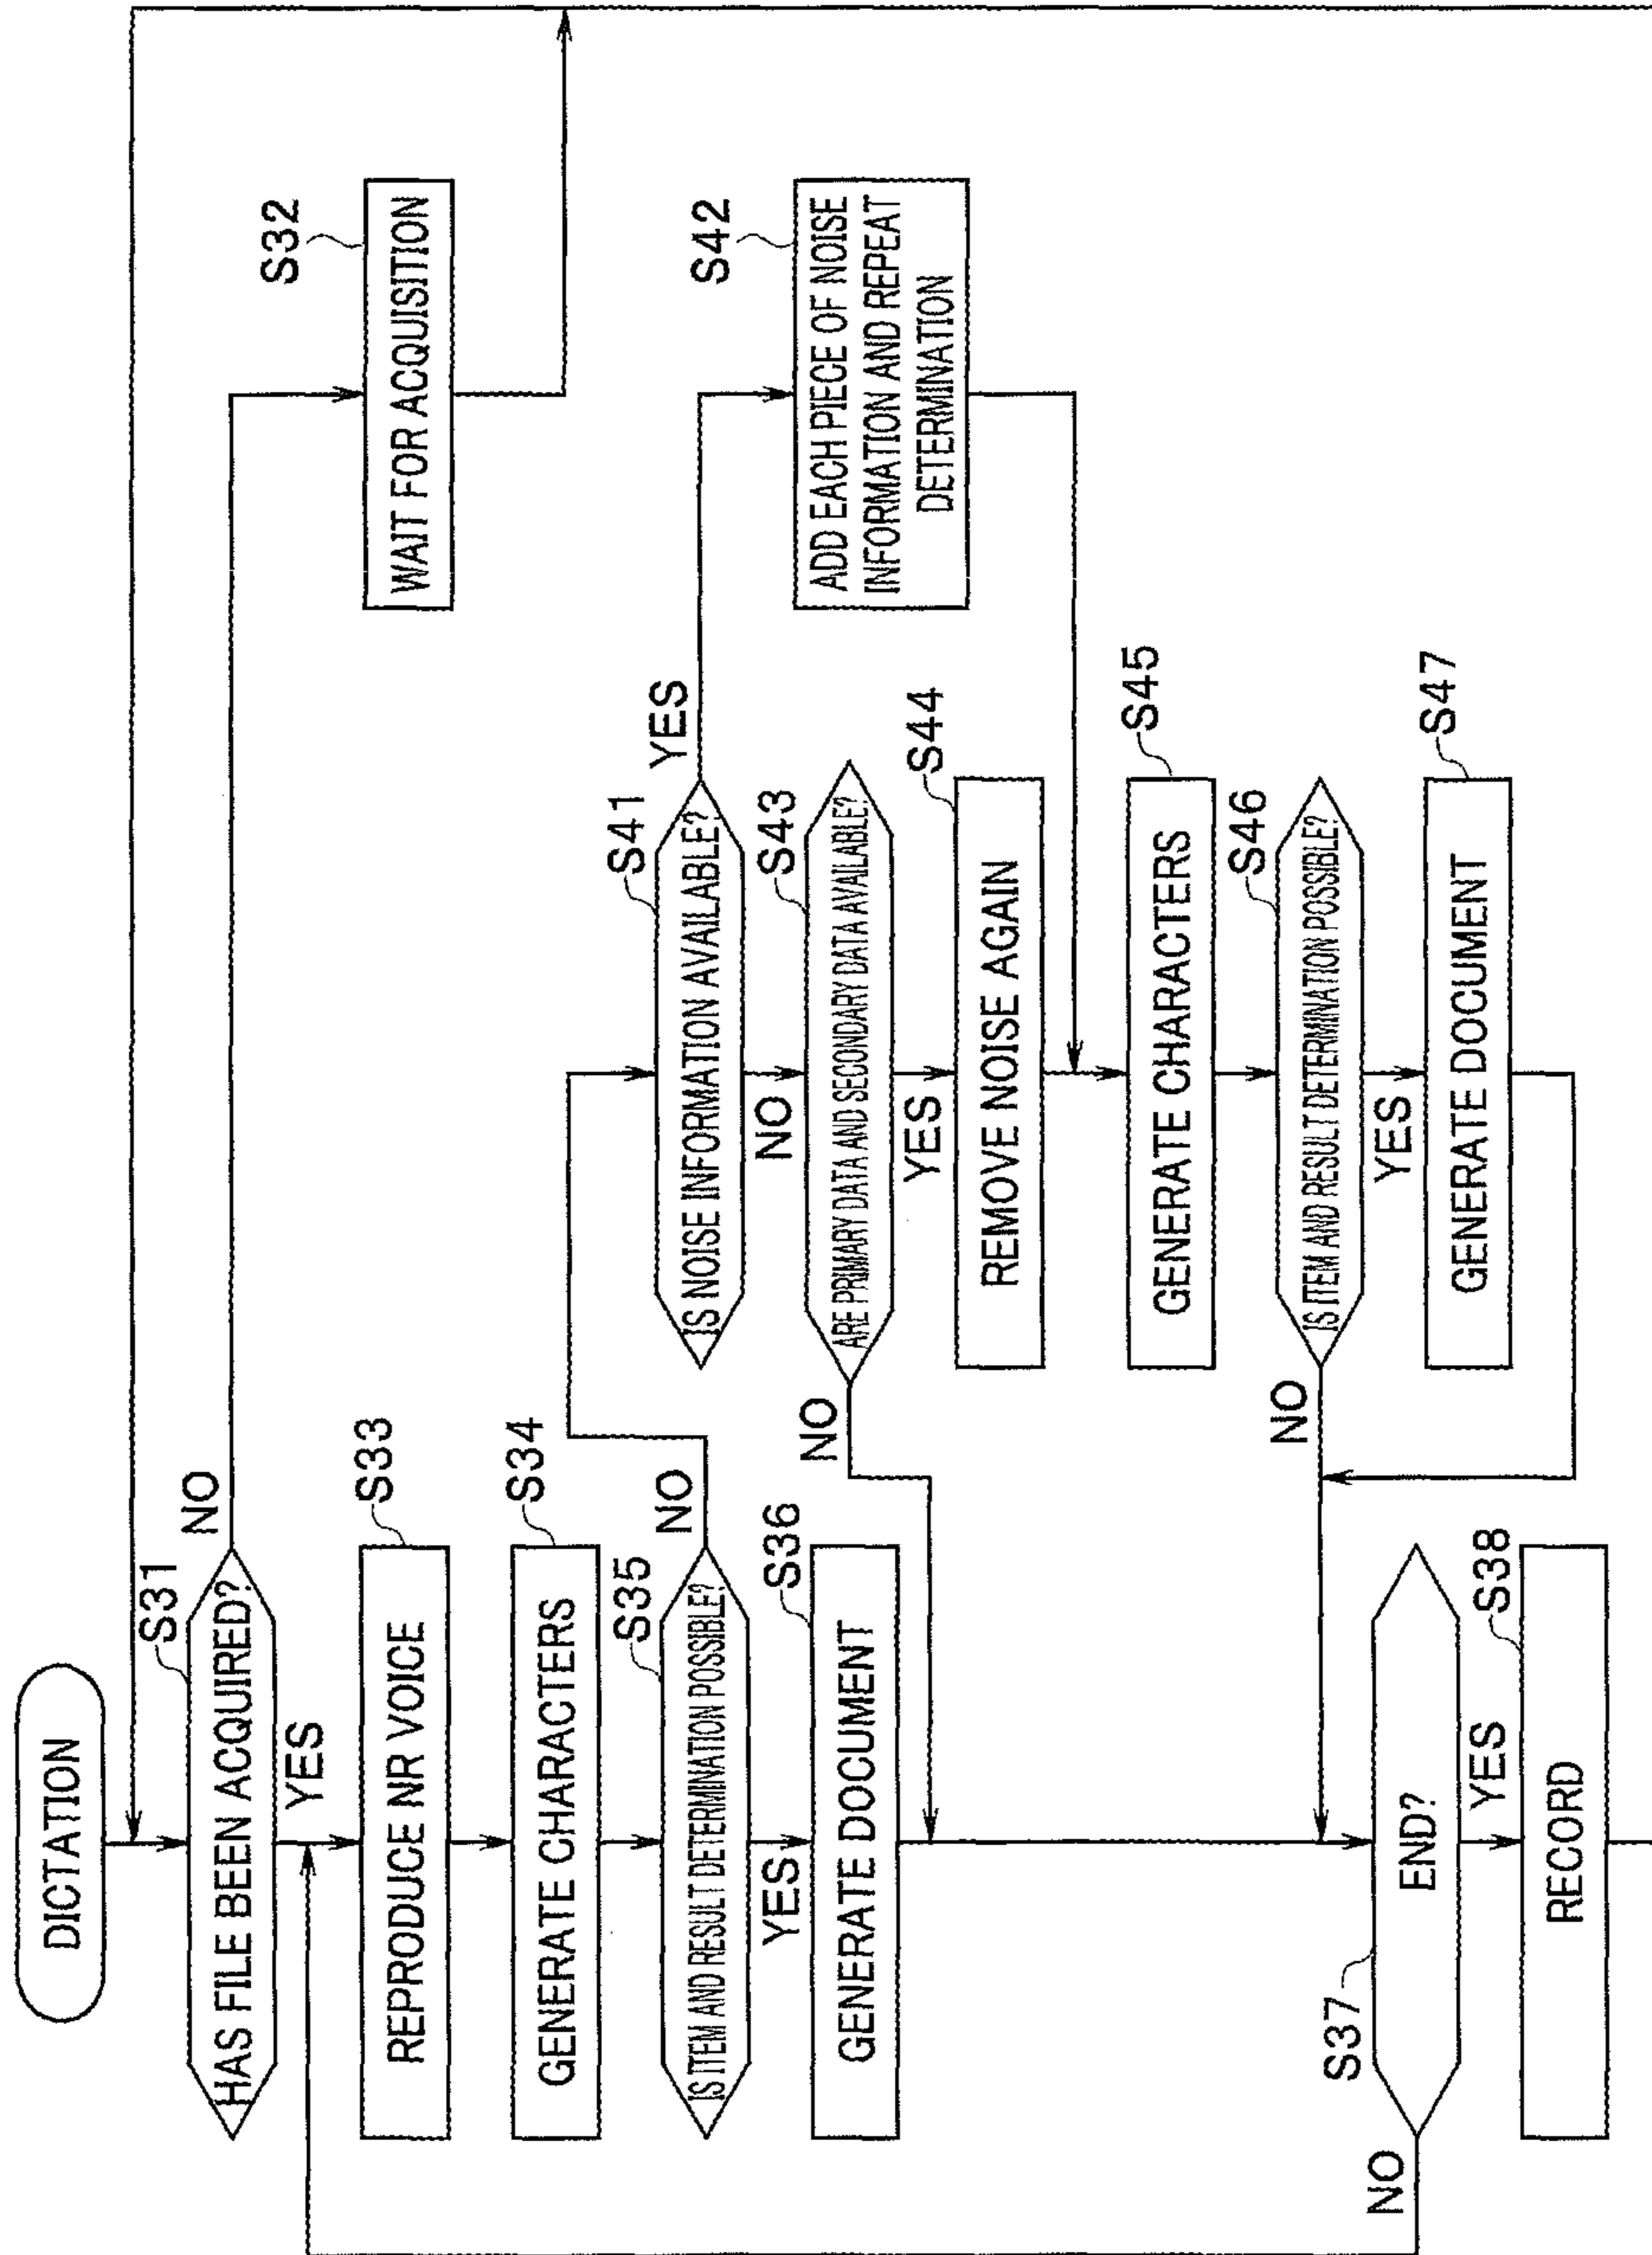 DICTATION
S31
HAS FILE BEEN ACQUIRED?
NO
YES
S32
WAIT FOR ACQUISITION
S33
REPRODUCE NR VOICE
S34
GENERATE CHARACTERS
S35
IS ITEM AND RESULT DETERMINATION POSSIBLE?
NO
YES
S36
GENERATE DOCUMENT
S41
IS NOISE INFORMATION AVAILABLE?
YES
NO
S42
ADD EACH PIECE OF NOISE
INFORMATION AND REPEAT
DETERMINATION
S43
ARE PRIMARY DATA AND SECONDARY DATA AVAILABLE?
NO
YES
S44
REMOVE NOISE AGAIN
S45
GENERATE CHARACTERS
S46
IS ITEM AND RESULT DETERMINATION POSSIBLE?
NO
YES
S47
GENERATE DOCUMENT
S37
END?
NO
YES
S38
RECORD